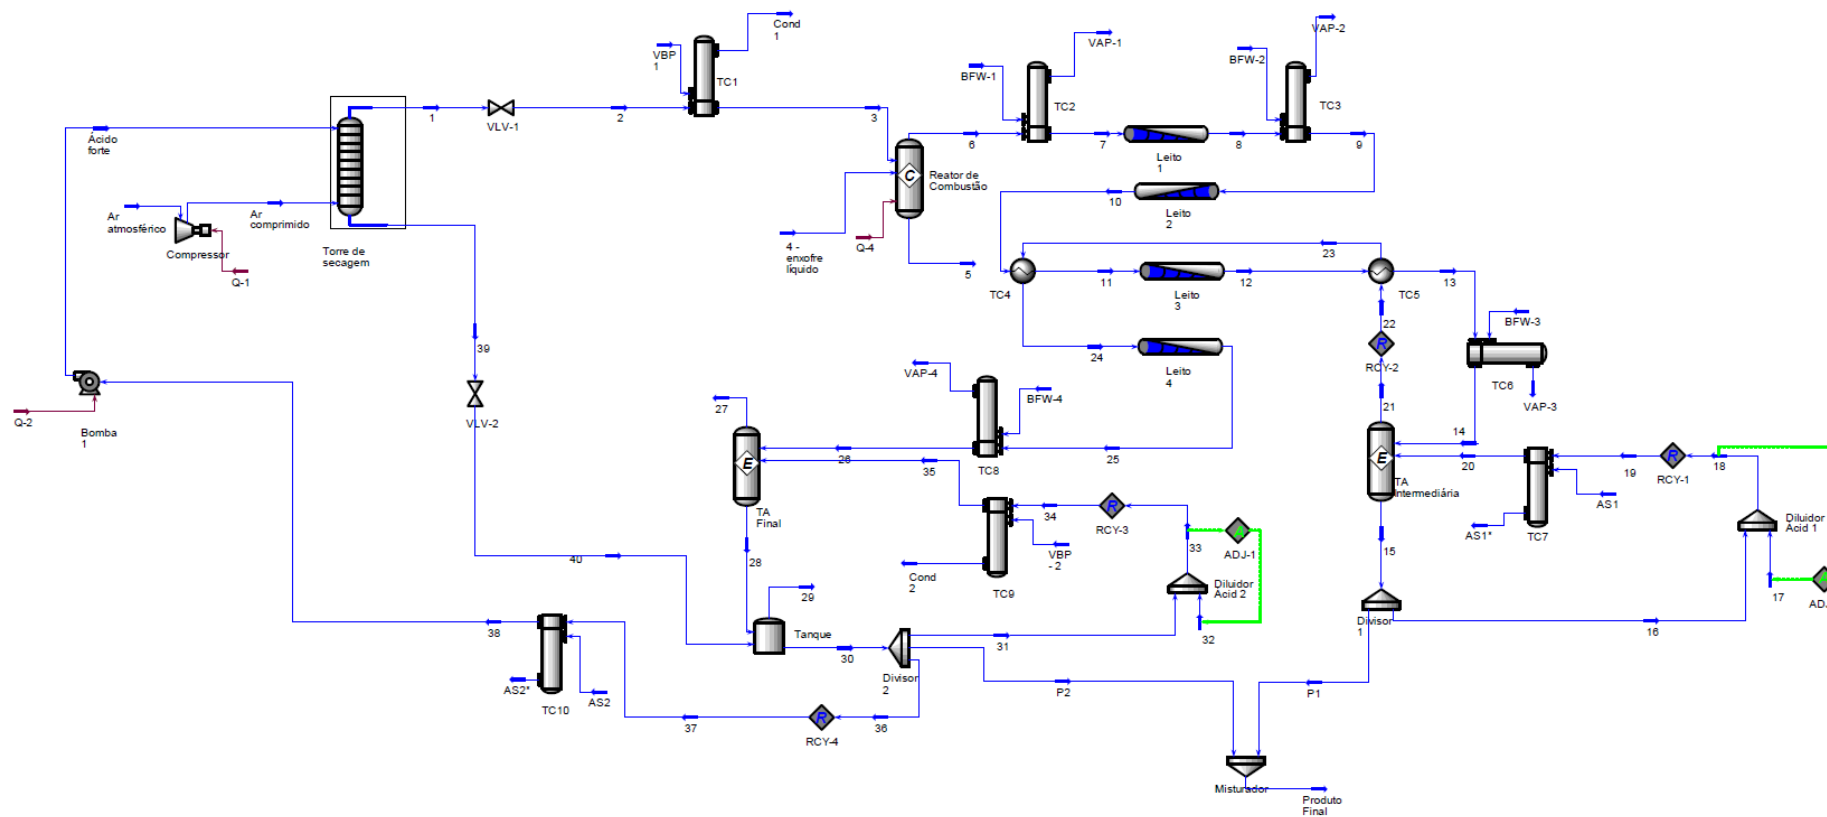 Cond
1
VAP-2
VAP-1
VBP
1
BFW-2
BFW-1
TC1
TC2
TC3
1
VLV-1
2
3
6
7
Leito
1
8
9
Ácido
forte
C
Reator de
Combustão
10
Leito
2
Ar
atmosférico
Ar
comprimido
Compressor
Q-1
Torre de
secagem
4 -
enxofre
líquido
Q-4
5
23
TC4
11
Leito
3
12
TC5
13
22
BFW-3
39
24
Leito
4
R
RCY-2
TC6
VAP-3
VAP-4
BFW-4
21
Q-2
Bomba
1
VLV-2
27
14
E
26
35
TC8
25
E
20
19
R
RCY-1
18
TA
Intermediária
AS1
AS1*
TC7
Diluidor
Acid 1
TA
Final
34
R
RCY-3
33
A
ADJ-1
VBP
- 2
Cond
2
TC9
Diluidor
Acid 2
15
17
A
ADJ
40
28
29
32
Divisor
1
16
38
Tanque
30
31
Divisor
2
AS2*
TC10
AS2
P2
P1
37
R
RCY-4
36
Misturador
Produto
Final